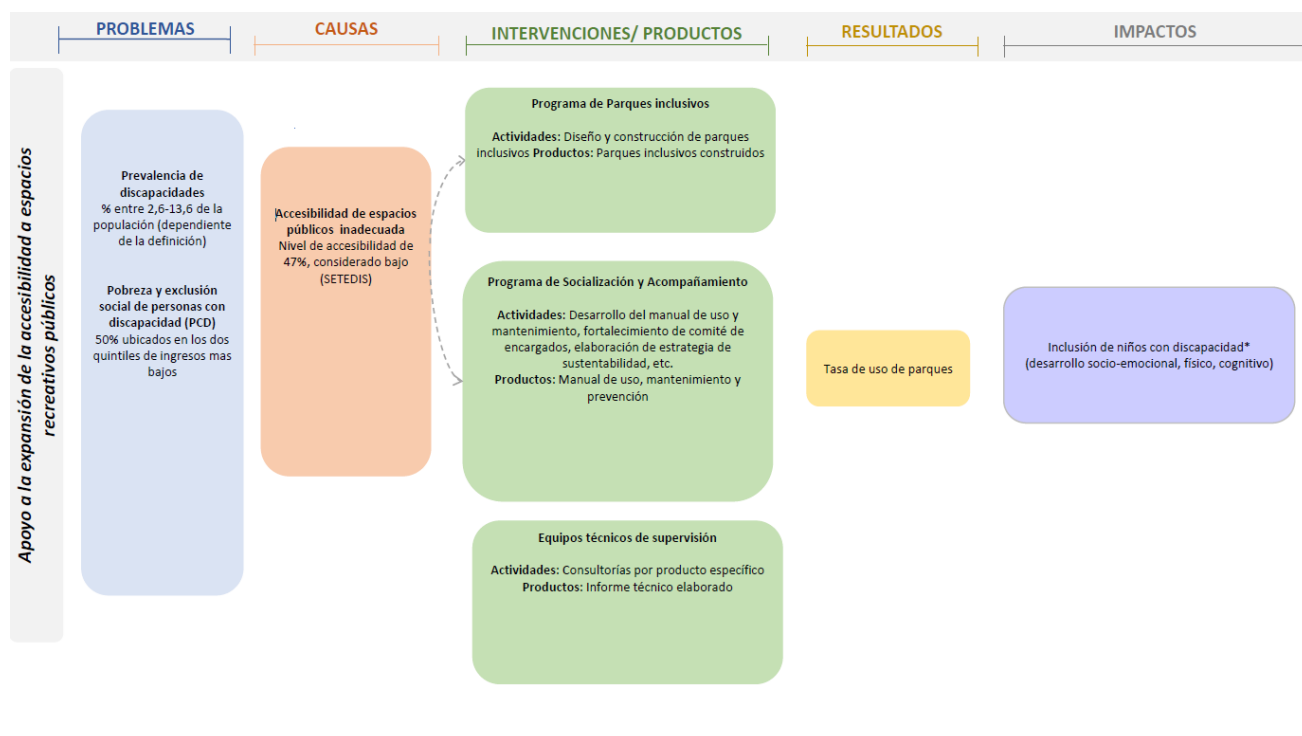 PROBLEMAS
CAUSAS
INTERVENCIONES/ PRODUCTOS
RESULTADOS
IMPACTOS
Apoyo a la expansión de la accesibilidad a espacios
recreativos públicos
Prevalencia de
discapacidades
% entre 2,6-13,6 de la
populación (dependiente
de la definición)
Pobreza y exclusión
social de personas con
discapacidad (PCD)
50% ubicados en los dos
quintiles de ingresos mas
bajos
Accesibilidad de espacios
públicos inadecuada
Nivel de accesibilidad de
47%, considerado bajo
(SETEDIS)
Programa de Parques inclusivos
Actividades: Diseño y construcción de parques
inclusivos Productos: Parques inclusivos construidos
Programa de Socialización y Acompañamiento
Actividades: Desarrollo del manual de uso y
mantenimiento, fortalecimiento de comité de
encargados, elaboración de estrategia de
sustentabilidad, etc.
Productos: Manual de uso, mantenimiento y
prevención
Equipos técnicos de supervisión
Actividades: Consultorías por producto específico
Productos: Informe técnico elaborado
Tasa de uso de parques
Inclusión de niños con discapacidad*
(desarrollo socio-emocional, físico, cognitivo)